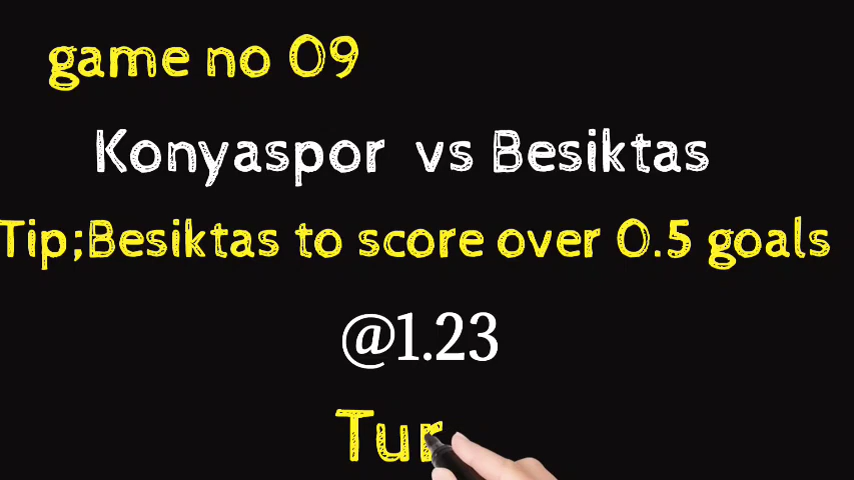 game no 09
Konyaspor vs Besiktas
Tip;Besiktas to score over 0.5 goals
@1.23
Tur